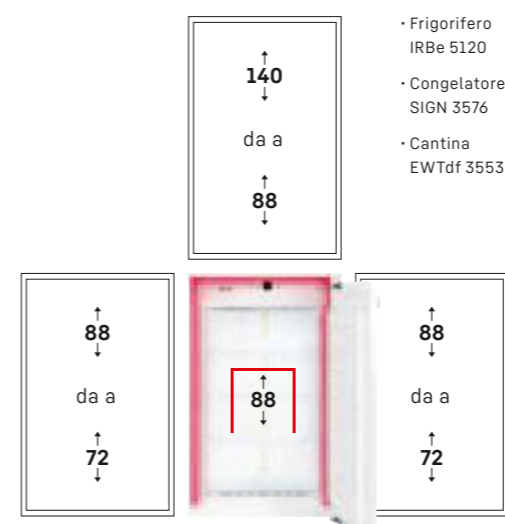 140
da a
88
· Frigorifero
IRBe 5120
· Congelatore
SIGN 3576
· Cantina
EWTdf 3553
88
da a
72
88
88
da a
72